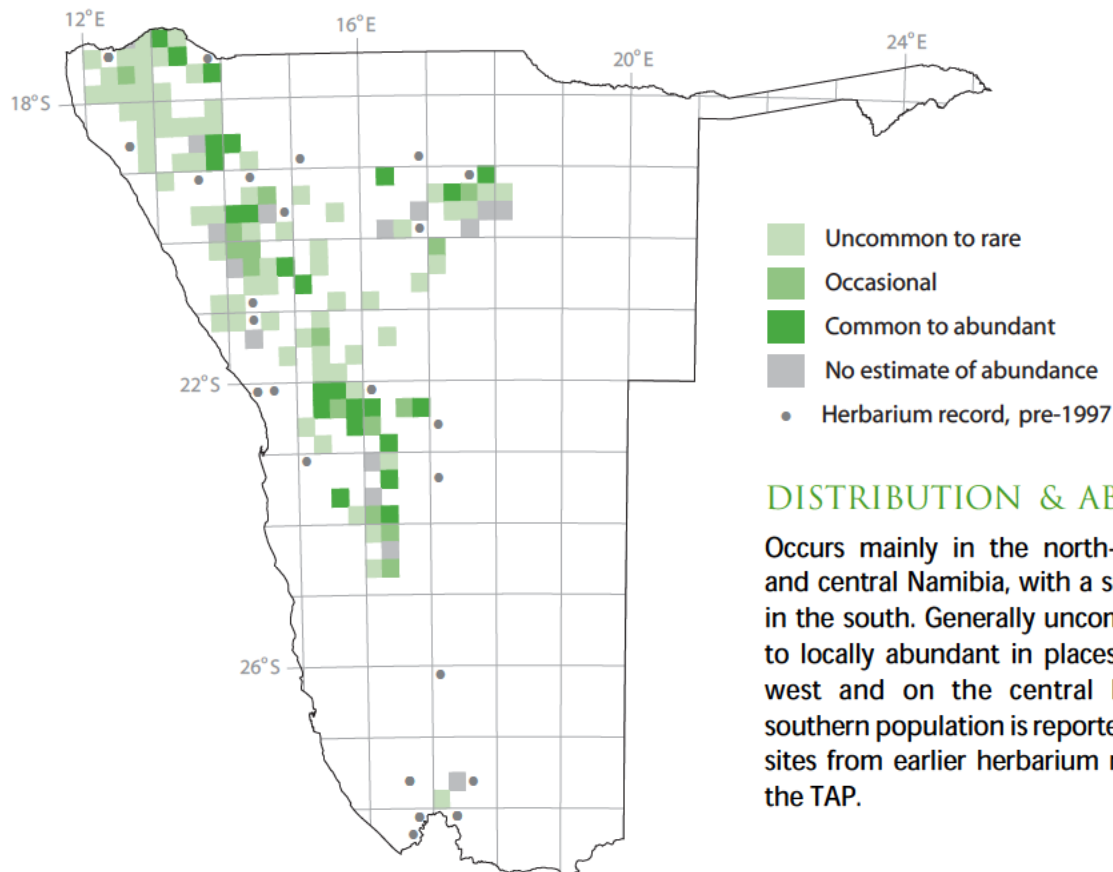 12°E
16°E
20°E
24°E
18°S
22°S
26°S
Uncommon to rare
Occasional
Common to abundant
No estimate of abundance
Herbarium record, pre-1997
DISTRIBUTION & AB
Occurs mainly in the north-
and central Namibia, with a s
in the south. Generally uncon
to locally abundant in places
west and on the central
southern population is reporte
sites from earlier herbarium
the TAP.